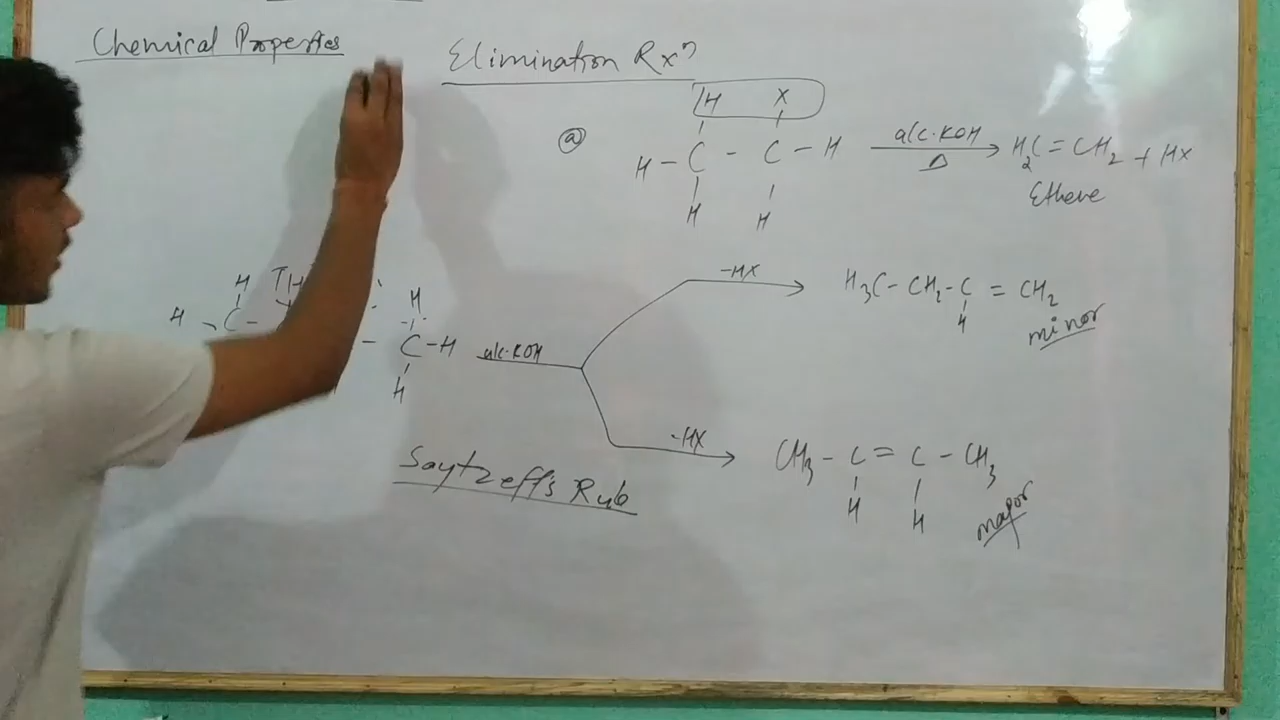 Chemical Properties
Elimination Rxⁿ
H X
ⓐ H - C - C - H alc. KOH Δ → H₂C = CH₂ + HX
H H
Ethene
H H
H - C - C - H alc. KOH
H
-HX → H₃C - CH₂ - C = CH₂
H
minor
-HX → CH₃ - C = C - CH₃
H H
major
Saytzeff's Rule